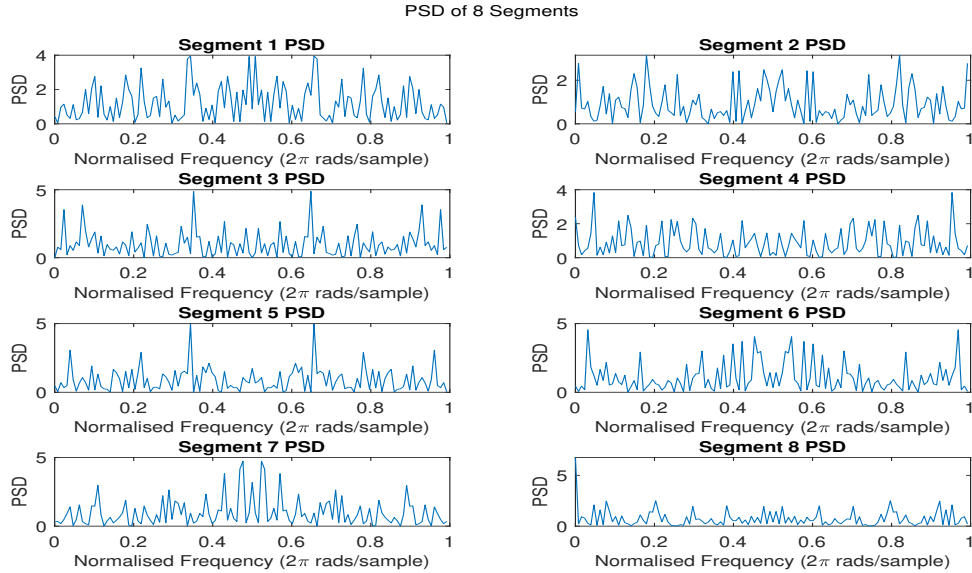 PSD of 8 Segments
Segment 1 PSD
PSD
4
2
0
0 0.2 0.4 0.6 0.8 1
Normalised Frequency (2π rads/sample)
Segment 2 PSD
PSD
2
0
0 0.2 0.4 0.6 0.8 1
Normalised Frequency (2π rads/sample)
Segment 3 PSD
PSD
5
0
0 0.2 0.4 0.6 0.8 1
Normalised Frequency (2π rads/sample)
Segment 4 PSD
PSD
4
2
0
0 0.2 0.4 0.6 0.8 1
Normalised Frequency (2π rads/sample)
Segment 5 PSD
PSD
5
0
0 0.2 0.4 0.6 0.8 1
Normalised Frequency (2π rads/sample)
Segment 6 PSD
PSD
5
0
0 0.2 0.4 0.6 0.8 1
Normalised Frequency (2π rads/sample)
Segment 7 PSD
PSD
5
0
0 0.2 0.4 0.6 0.8 1
Normalised Frequency (2π rads/sample)
Segment 8 PSD
PSD
5
0
0 0.2 0.4 0.6 0.8 1
Normalised Frequency (2π rads/sample)